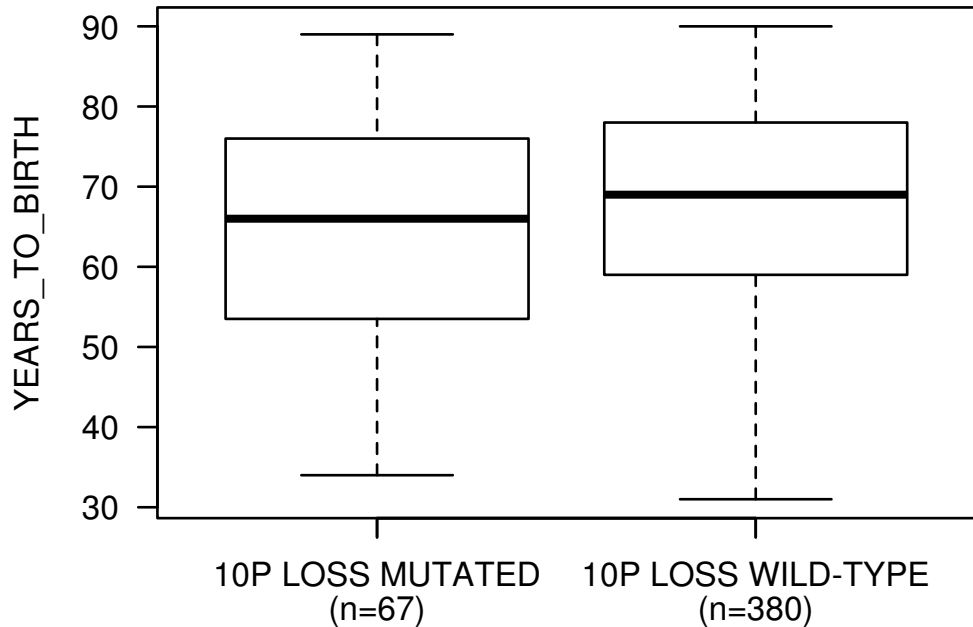 YEARS_TO_BIRTH
90
80
70
60
50
40
30
10P LOSS MUTATED
(n=67)
10P LOSS WILD-TYPE
(n=380)